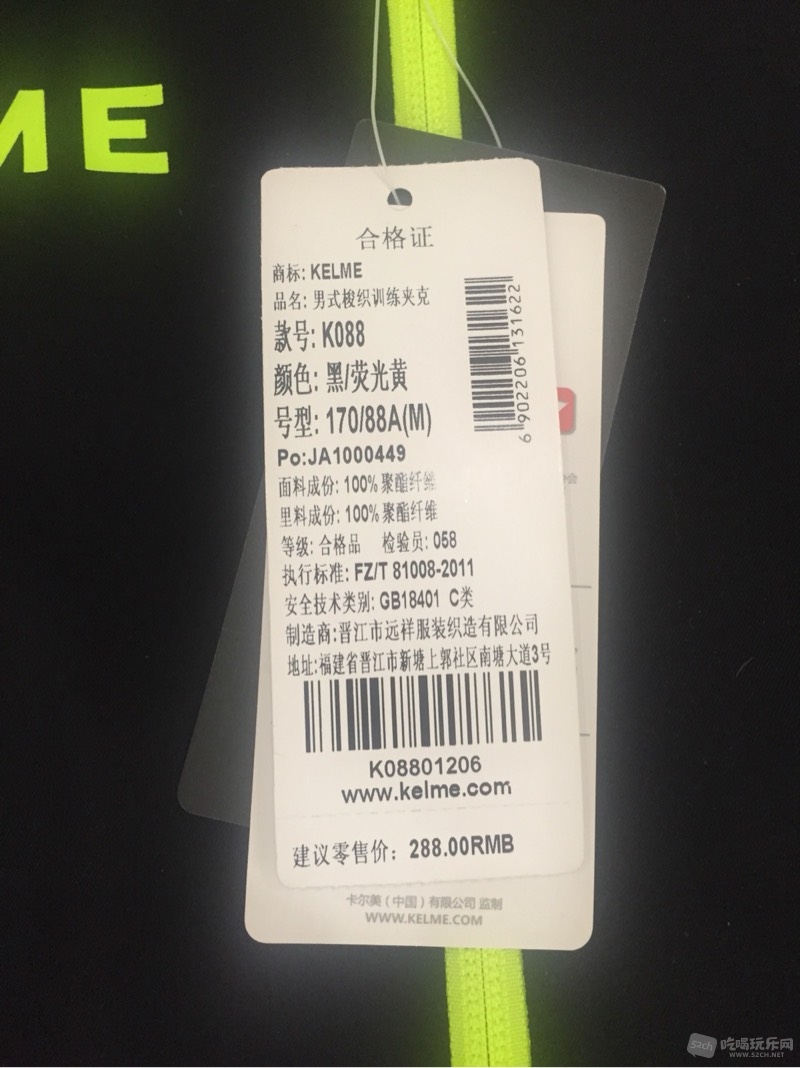 ME
合格证
商标: KELME
品名: 男式梭织训练夹克
款号: K088
颜色: 黑/荧光黄
号型: 170/88A(M)
Po:JA1000449
面料成份: 100% 聚酯纤维
里料成份: 100% 聚酯纤维
等级: 合格品 检验员: 058
执行标准: FZ/T 81008-2011
安全技术类别: GB18401 C类
制造商:晋江市远祥服装织造有限公司
地址:福建省晋江市新塘上郭社区南塘大道3号
6902206131622
K08801206
www.kelme.com
建议零售价: 288.00RMB
卡尔美（中国）有限公司 监制
WWW.KELME.COM
52ch 吃喝玩乐网
WWW.52CH.NET